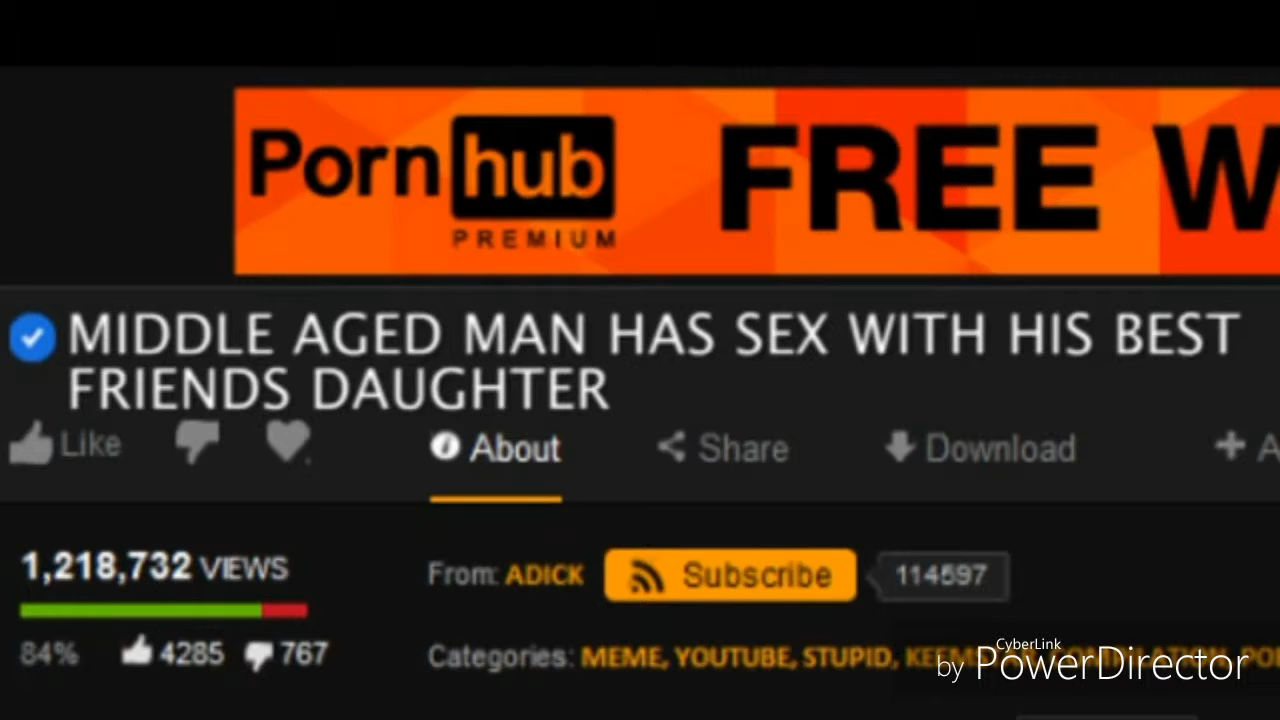 Porn hub
PREMIUM
FREE W
MIDDLE AGED MAN HAS SEX WITH HIS BEST
FRIENDS DAUGHTER
Like About Share Download A
1,218,732 VIEWS
From: ADICK Subscribe 114597
84% 4285 767
Categories: MEME, YOUTUBE, STUPID,
CyberLink
by PowerDirector